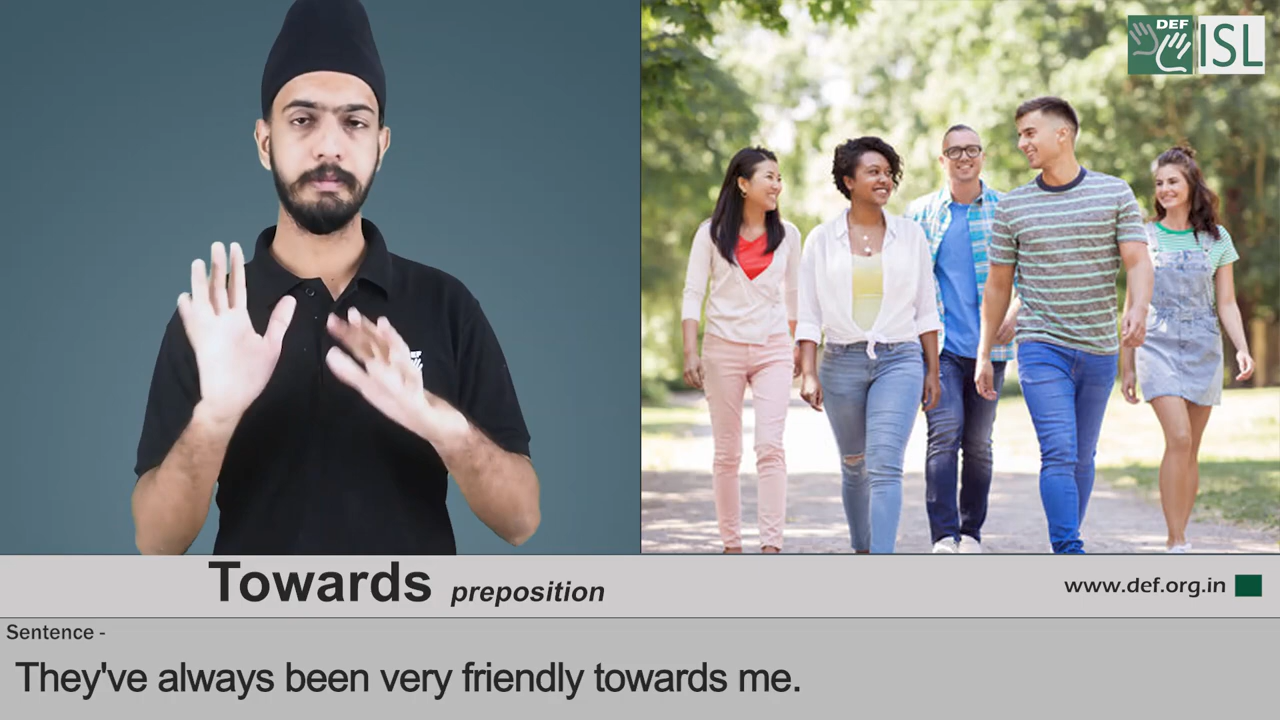 DEF
ISL
Towards preposition
www.def.org.in
Sentence -
They've always been very friendly towards me.